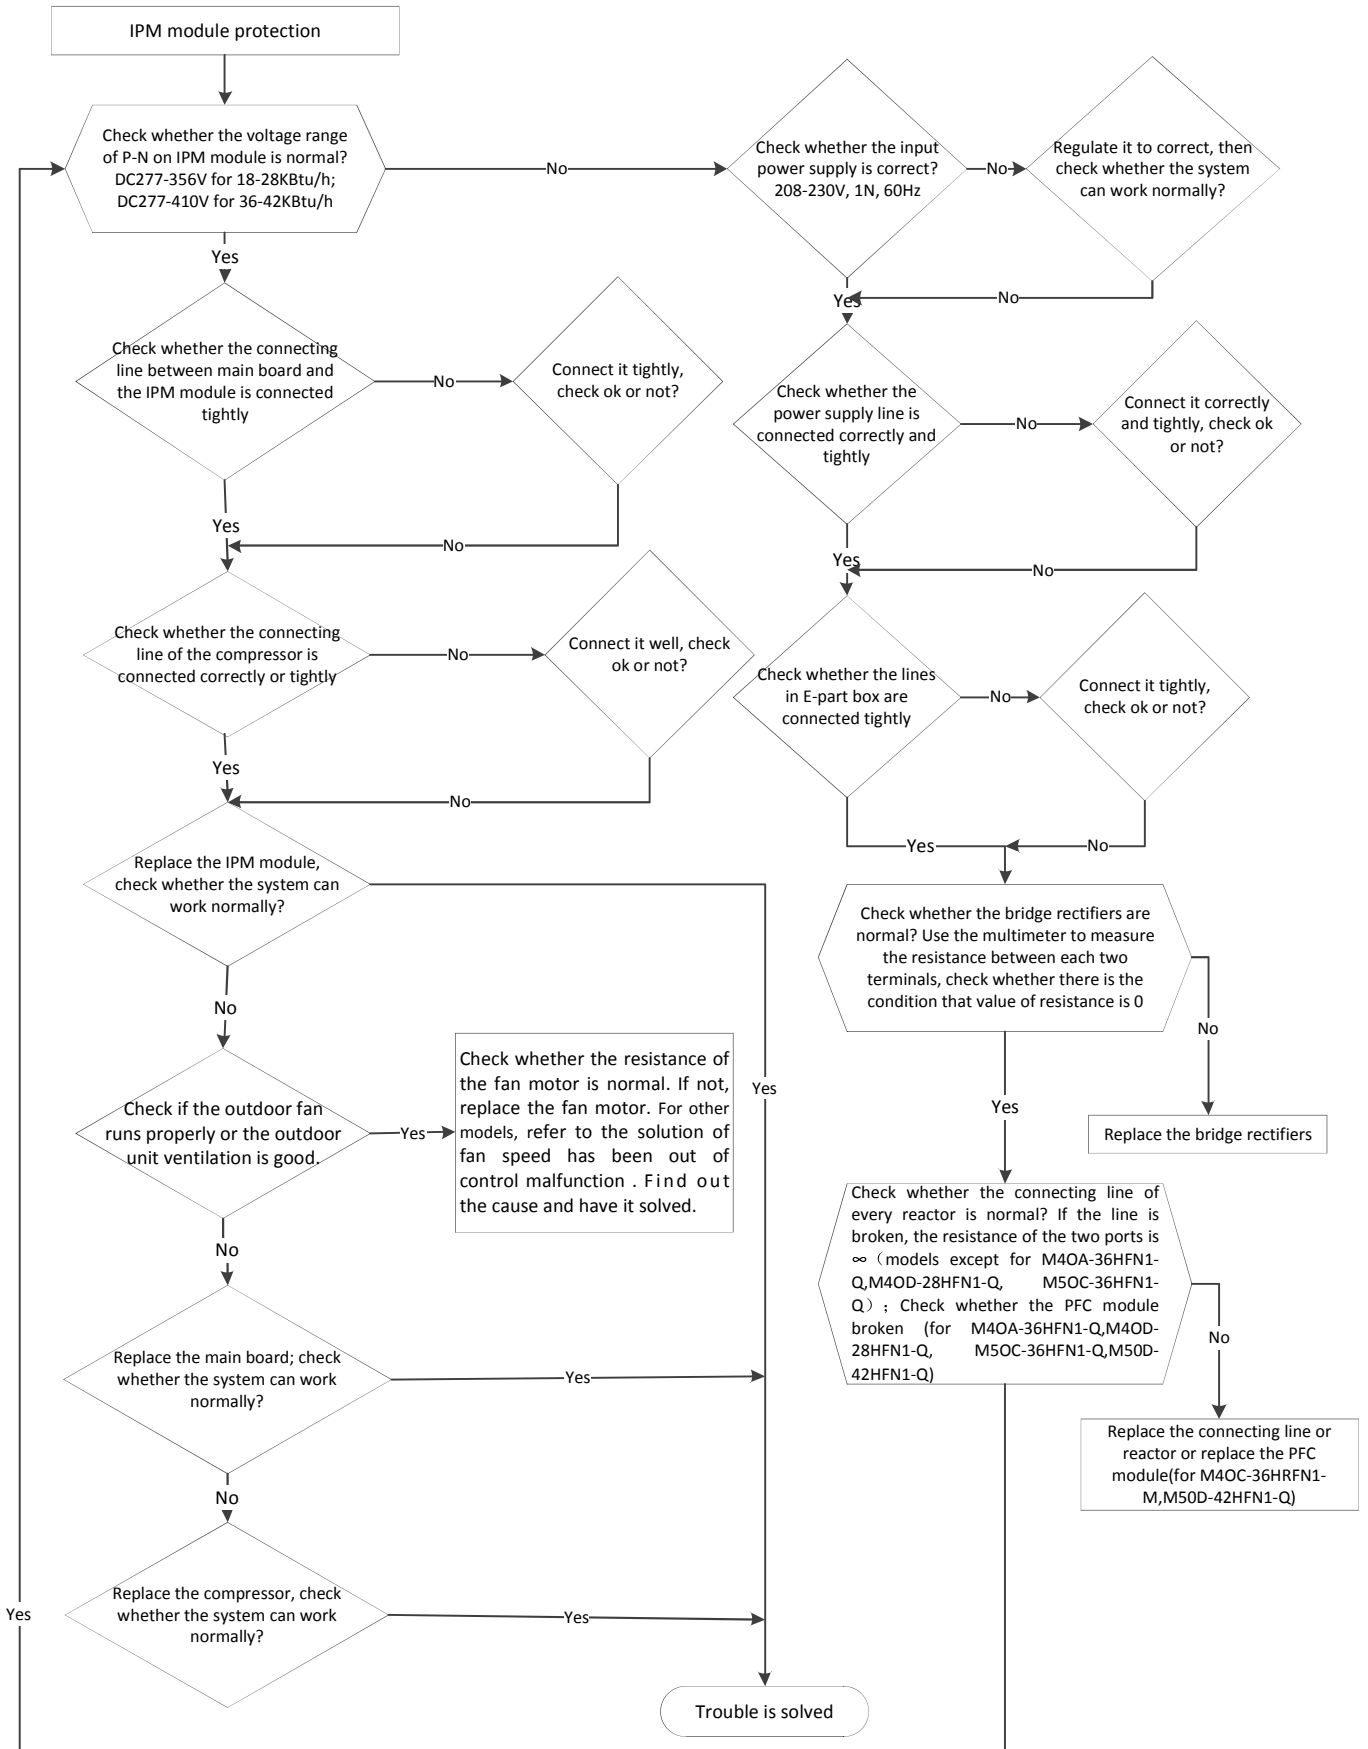 IPM module protection
Check whether the voltage range
of P-N on IPM module is normal?
DC277-356V for 18-28KBtu/h;
DC277-410V for 36-42KBtu/h
No
Check whether the input
power supply is correct?
208-230V, 1N, 60Hz
No
Regulate it to correct, then
check whether the system
can work normally?
Yes
Yes
No
Check whether the connecting
line between main board and
the IPM module is connected
tightly
No
Connect it tightly,
check ok or not?
Check whether the
power supply line is
connected correctly and
tightly
No
Connect it correctly
and tightly, check ok
or not?
Yes
No
Yes
No
Check whether the connecting
line of the compressor is
connected correctly or tightly
No
Connect it well, check
ok or not?
Check whether the lines
in E-part box are
connected tightly
No
Connect it tightly,
check ok or not?
Yes
No
Yes
No
Replace the IPM module,
check whether the system can
work normally?
Check whether the bridge rectifiers are
normal? Use the multimeter to measure
the resistance between each two
terminals, check whether there is the
condition that value of resistance is 0
No
No
Yes
Yes
Check if the outdoor fan
runs properly or the outdoor
unit ventilation is good.
Yes
Check whether the resistance of
the fan motor is normal. If not,
replace the fan motor. For other
models, refer to the solution of
fan speed has been out of
control malfunction . Find out
the cause and have it solved.
Replace the bridge rectifiers
No
Check whether the connecting line of
every reactor is normal? If the line is
broken, the resistance of the two ports is
∞（models except for M4OA-36HFN1-
Q,M4OD-28HFN1-Q, M5OC-36HFN1-
Q）；Check whether the PFC module
broken (for M4OA-36HFN1-Q,M4OD-
28HFN1-Q, M5OC-36HFN1-Q,M50D-
42HFN1-Q)
No
Replace the main board; check
whether the system can work
normally?
Yes
Replace the connecting line or
reactor or replace the PFC
module(for M4OC-36HRFN1-
M,M50D-42HFN1-Q)
No
Replace the compressor, check
whether the system can work
normally?
Yes
Yes
Trouble is solved